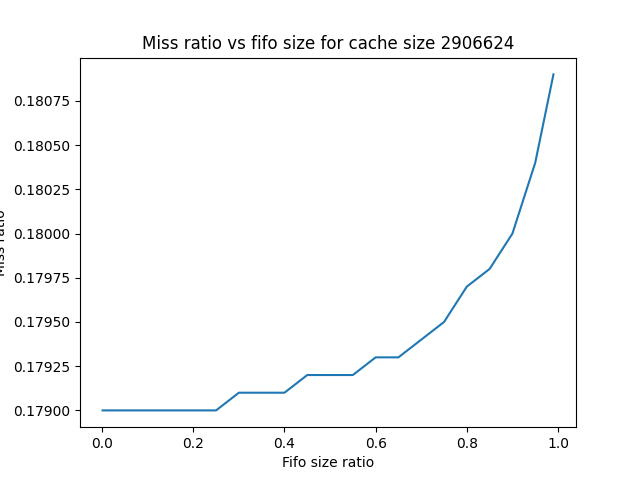 Miss ratio vs fifo size for cache size 2906624
0.18075
0.18050
0.18025
0.18000
0.17975
0.17950
0.17925
0.17900
Miss ratio
0.0 0.2 0.4 0.6 0.8 1.0
Fifo size ratio